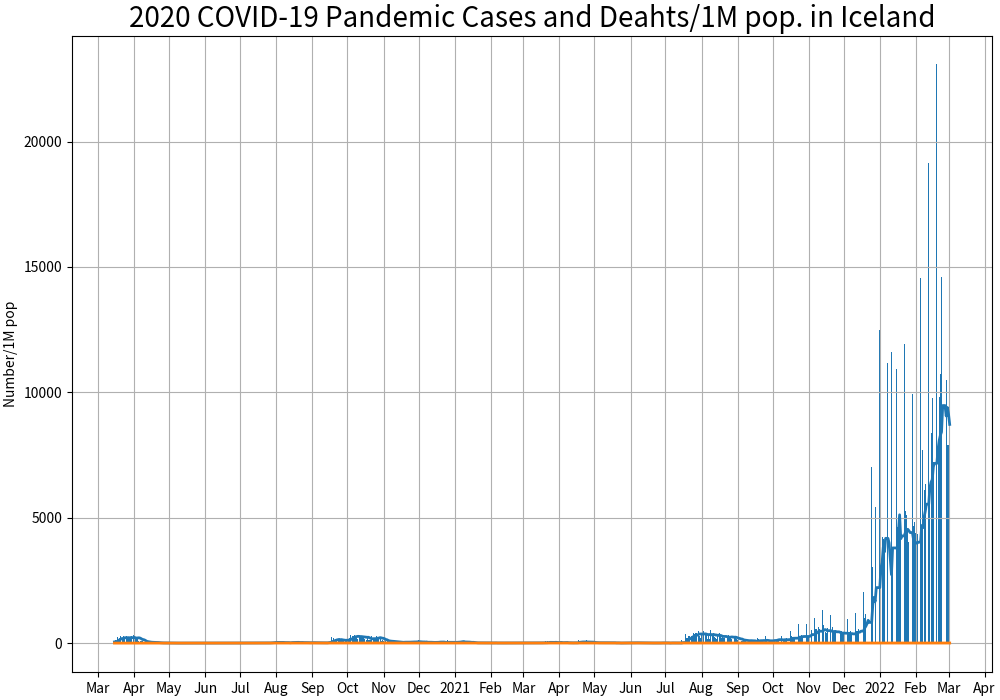 2020 COVID-19 Pandemic Cases and Deahts/1M pop. in Iceland
Number/1M pop
20000
15000
10000
5000
0
Mar Apr May Jun Jul Aug Sep Oct Nov Dec 2021 Feb Mar Apr May Jun Jul Aug Sep Oct Nov Dec 2022 Feb Mar Apr